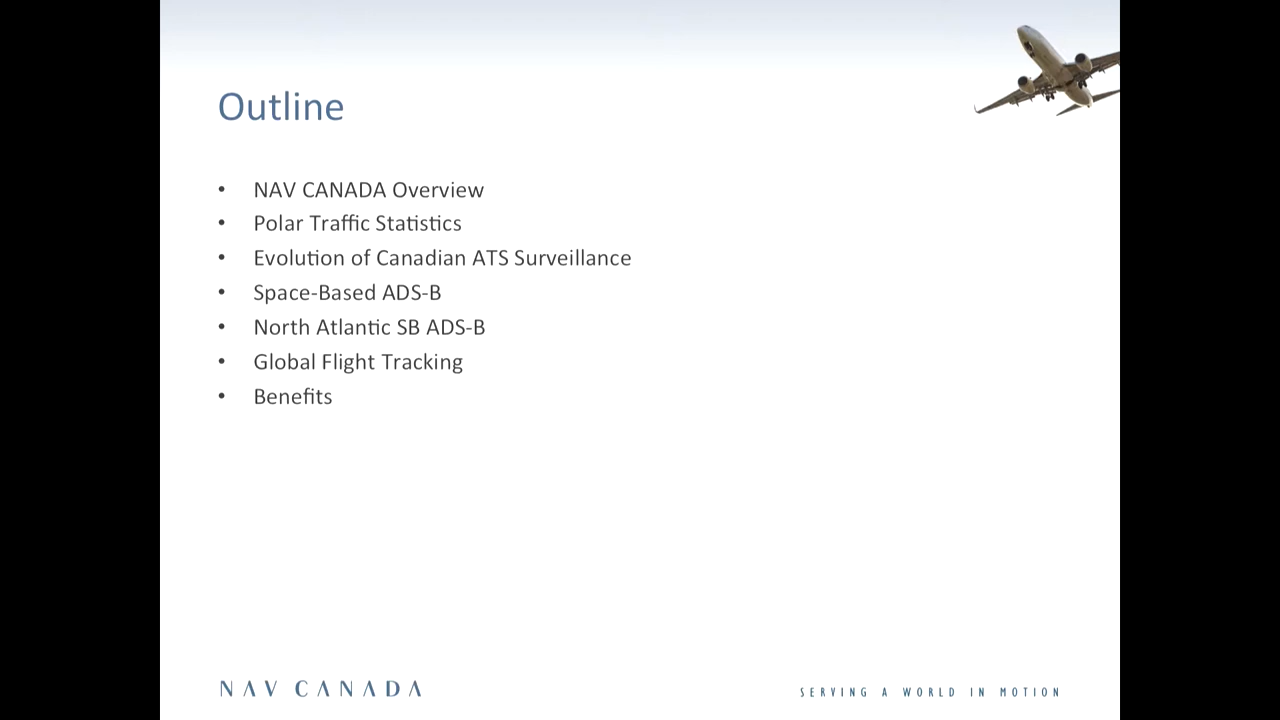 Outline
• NAV CANADA Overview
• Polar Traffic Statistics
• Evolution of Canadian ATS Surveillance
• Space-Based ADS-B
• North Atlantic SB ADS-B
• Global Flight Tracking
• Benefits
NAV CANADA
SERVING A WORLD IN MOTION